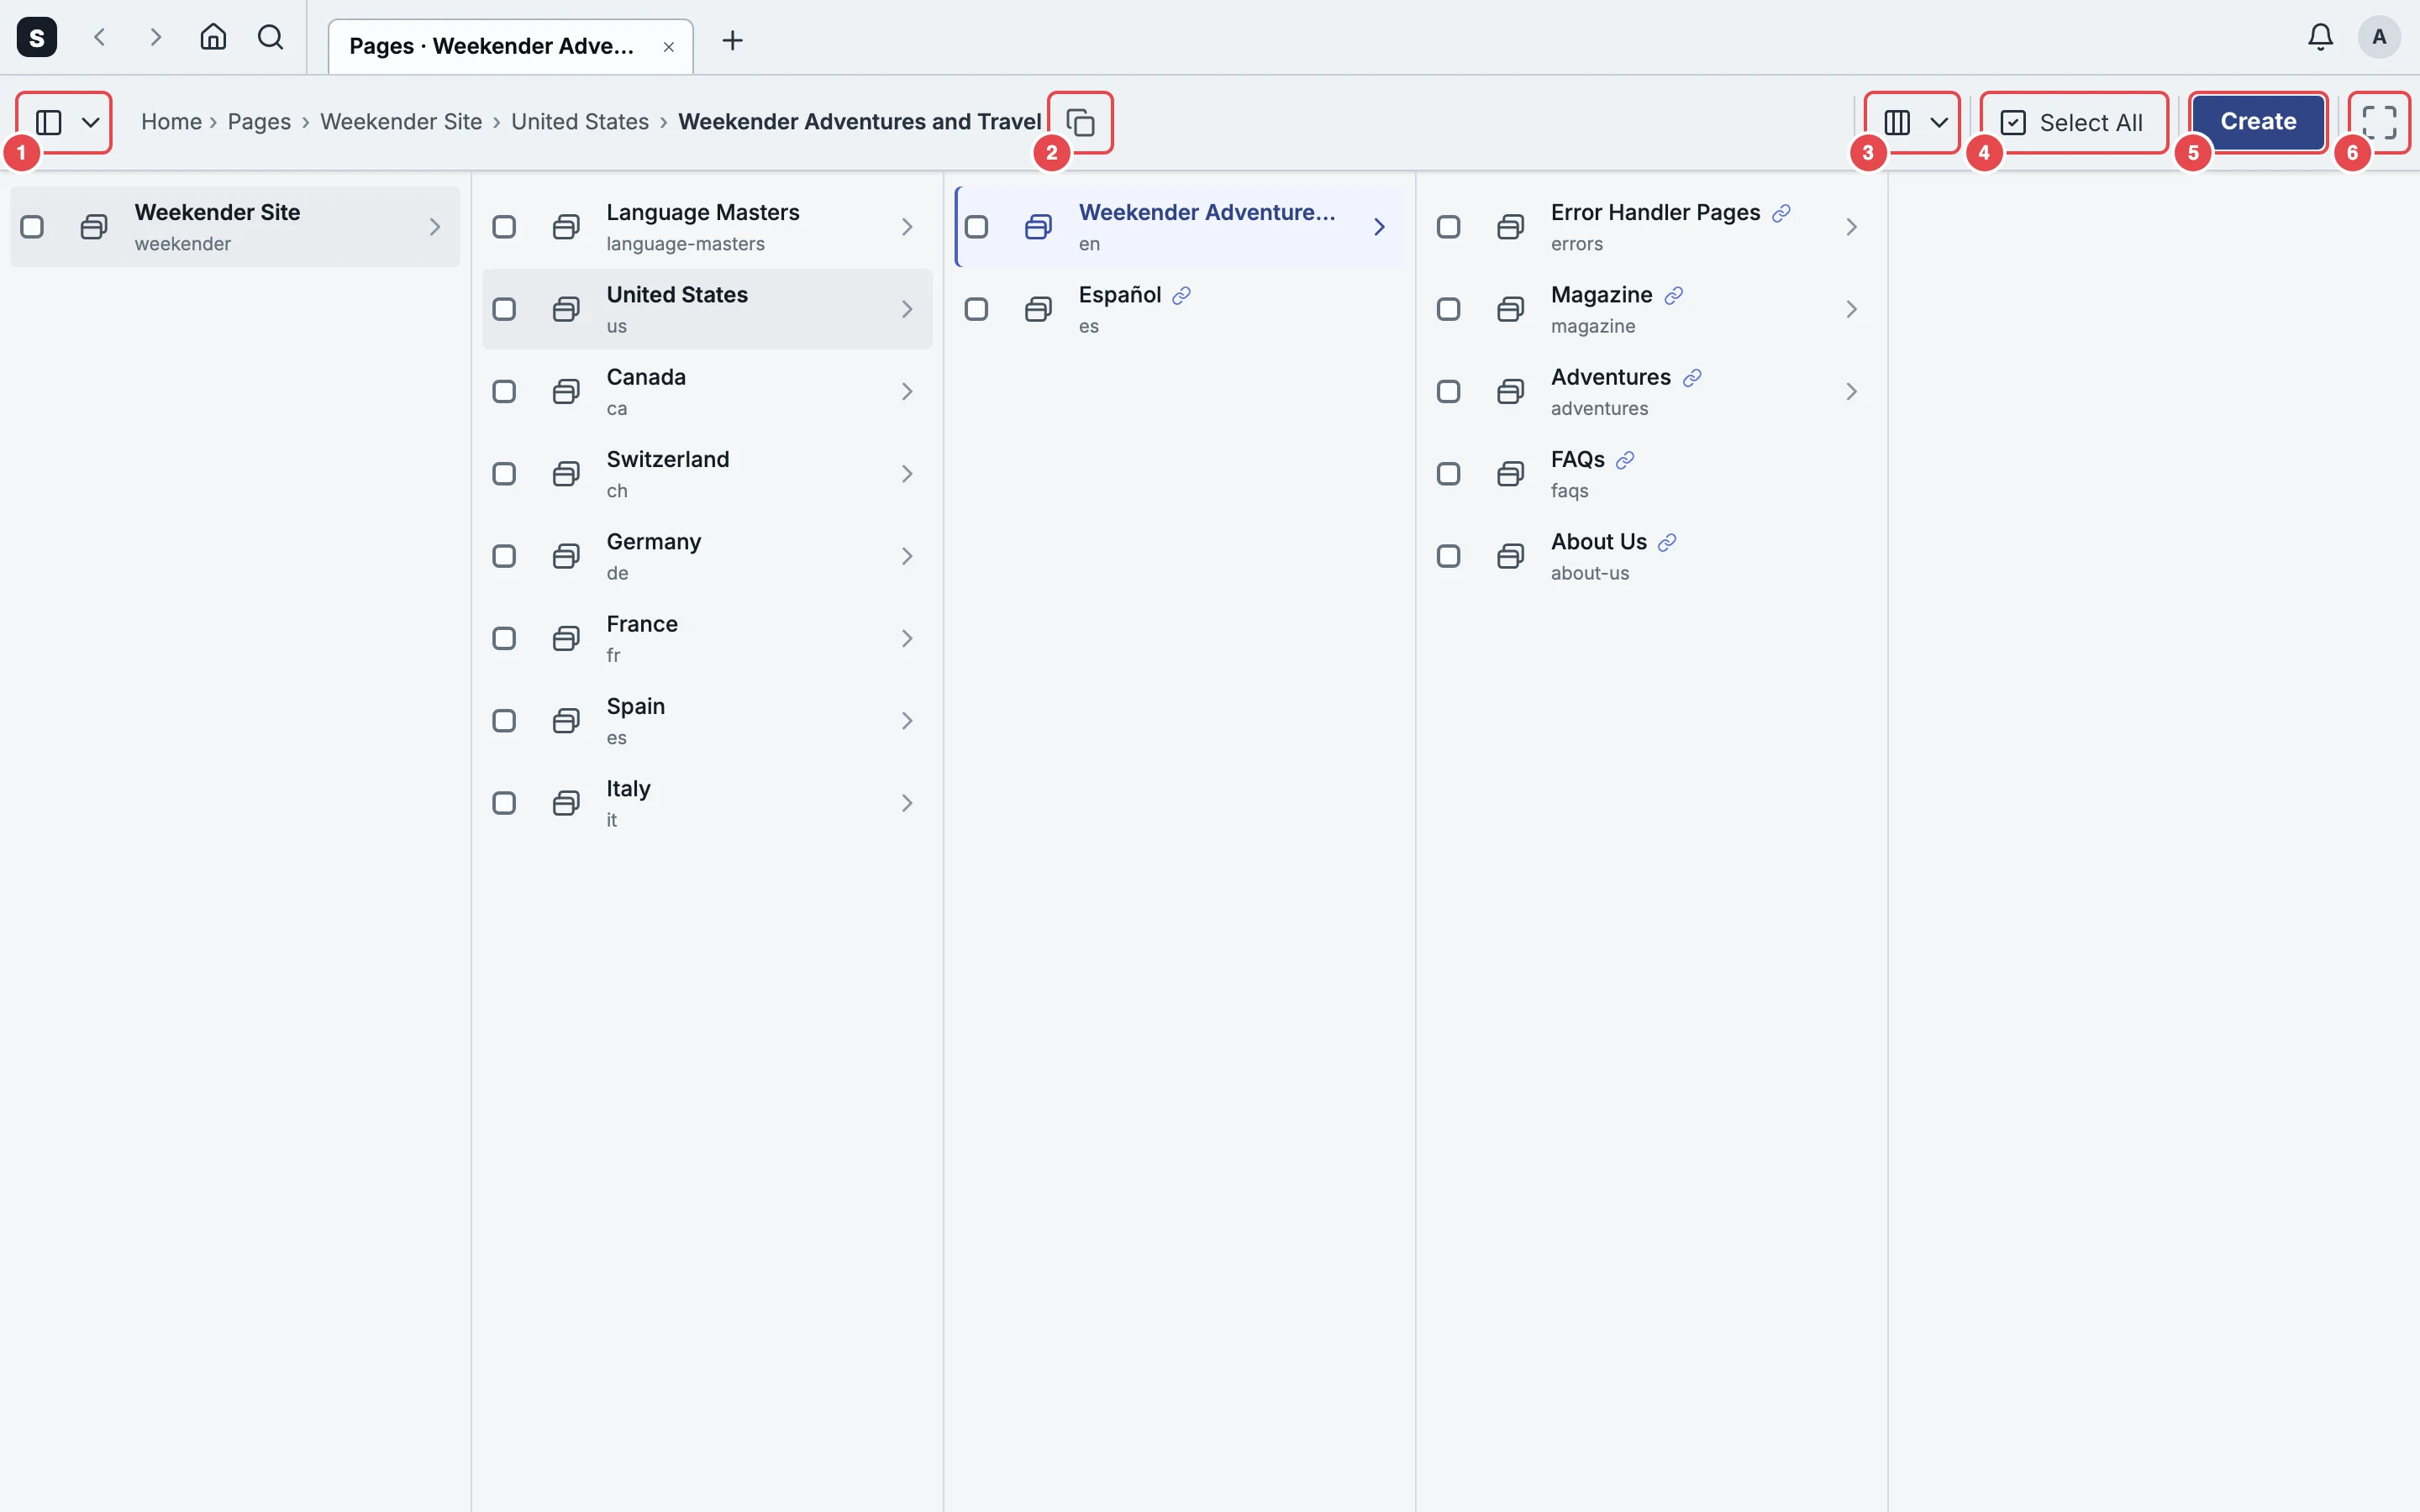 S
Pages · Weekender Adve...
A
Home › Pages › Weekender Site › United States › Weekender Adventures and Travel
Select All
Create
1
2
3
4
5
6
Weekender Site
weekender
Language Masters
language-masters
United States
us
Canada
ca
Switzerland
ch
Germany
de
France
fr
Spain
es
Italy
it
Weekender Adventure...
en
Español
es
Error Handler Pages
errors
Magazine
magazine
Adventures
adventures
FAQs
faqs
About Us
about-us